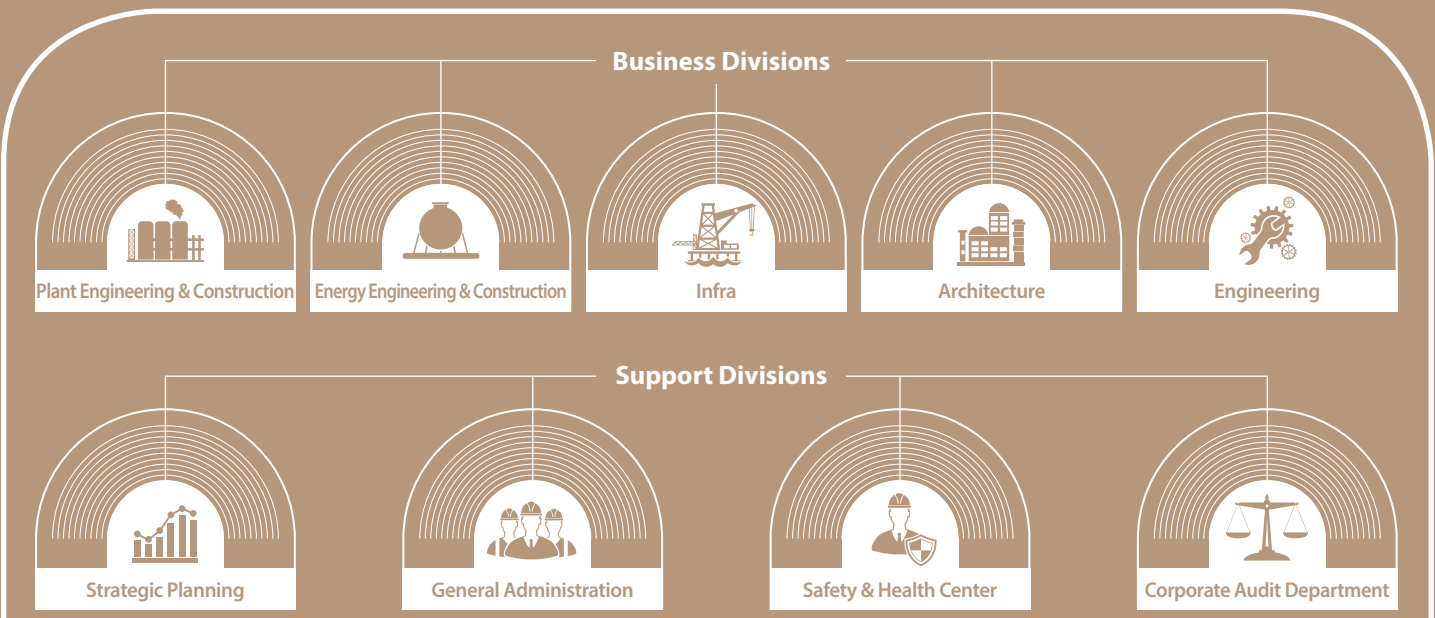 Business Divisions
Plant Engineering & Construction
Energy Engineering & Construction
Infra
Architecture
Engineering
Support Divisions
Strategic Planning
General Administration
Safety & Health Center
Corporate Audit Department